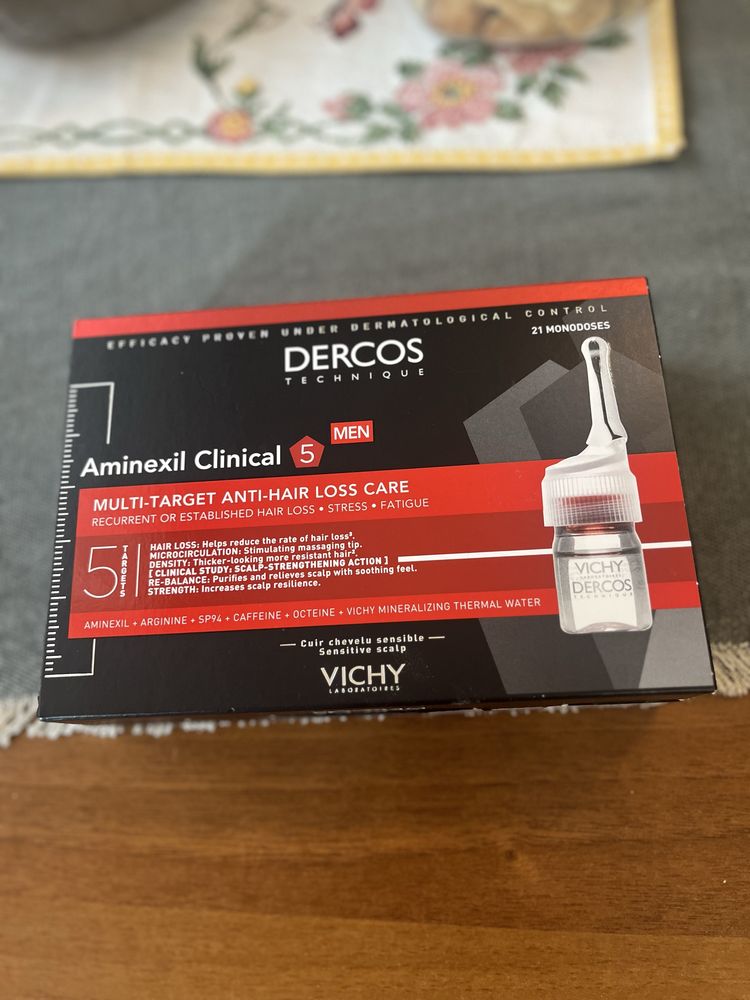 EFFICACY PROVEN UNDER DERMATOLOGICAL CONTROL
21 MONODOSES
DERCOS
TECHNIQUE
MEN
Aminexil Clinical 5
MULTI-TARGET ANTI-HAIR LOSS CARE
RECURRENT OR ESTABLISHED HAIR LOSS • STRESS • FATIGUE
5 TARGETS
HAIR LOSS: Helps reduce the rate of hair loss
MICROCIRCULATION: Stimulating massaging tip.
DENSITY: Thicker-looking more resistant hair
[ CLINICAL STUDY: SCALP-STRENGTHENING ACTION ]
RE-BALANCE: Purifies and relieves scalp with soothing feel.
STRENGTH: Increases scalp resilience.
AMINEXIL + ARGININE + SP94 + CAFFEINE + OCTEINE + VICHY MINERALIZING THERMAL WATER
VICHY
LABORATOIRES
DERCOS
TECHNIQUE
— Cuir chevelu sensible —
Sensitive scalp
VICHY
LABORATOIRES